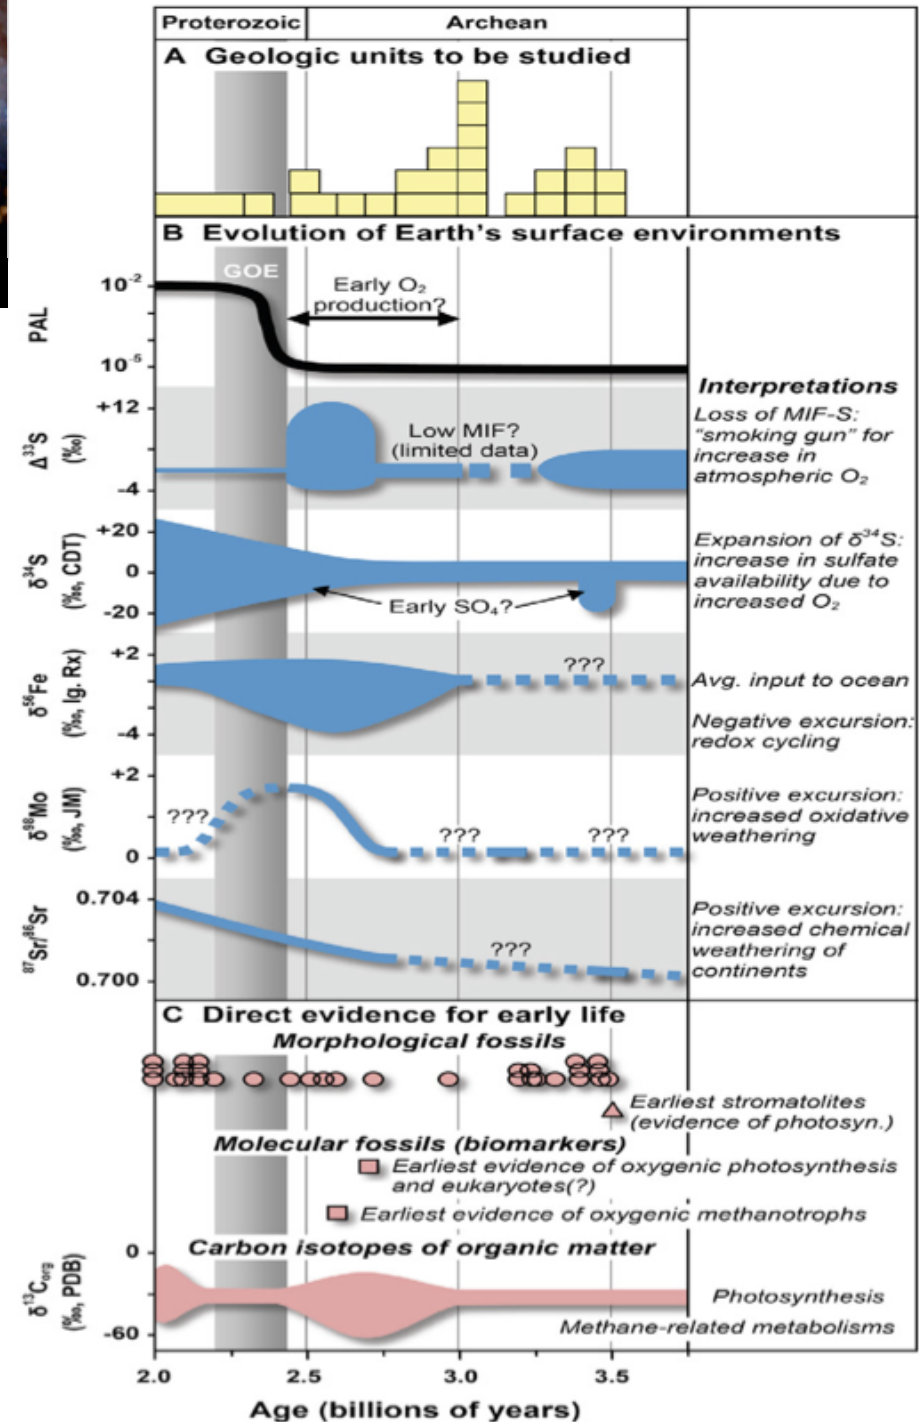 Proterozoic
Archean
A Geologic units to be studied
B Evolution of Earth's surface environments
GOE
Early O₂
production?
10⁻²
10⁻⁵
PAL
Interpretations
+12
-4
Δ³³S
(‰)
Low MIF?
(limited data)
Loss of MIF-S:
"smoking gun" for
increase in
atmospheric O₂
+20
0
-20
δ³⁴S
(‰, CDT)
Early SO₄?
Expansion of δ³⁴S:
increase in sulfate
availability due to
increased O₂
+2
-4
δ⁵⁶Fe
(‰, Ig. Rx)
???
Avg. input to ocean
Negative excursion:
redox cycling
+2
0
δ⁹⁸Mo
(‰, JM)
???
???
???
Positive excursion:
increased oxidative
weathering
0.704
0.700
⁸⁷Sr/⁸⁶Sr
???
Positive excursion:
increased chemical
weathering of
continents
C Direct evidence for early life
Morphological fossils
Earliest stromatolites
(evidence of photosyn.)
Molecular fossils (biomarkers)
Earliest evidence of oxygenic photosynthesis
and eukaryotes(?)
Earliest evidence of oxygenic methanotrophs
Carbon isotopes of organic matter
0
-60
δ¹³Corg
(‰, PDB)
Photosynthesis
Methane-related metabolisms
2.0 2.5 3.0 3.5
Age (billions of years)